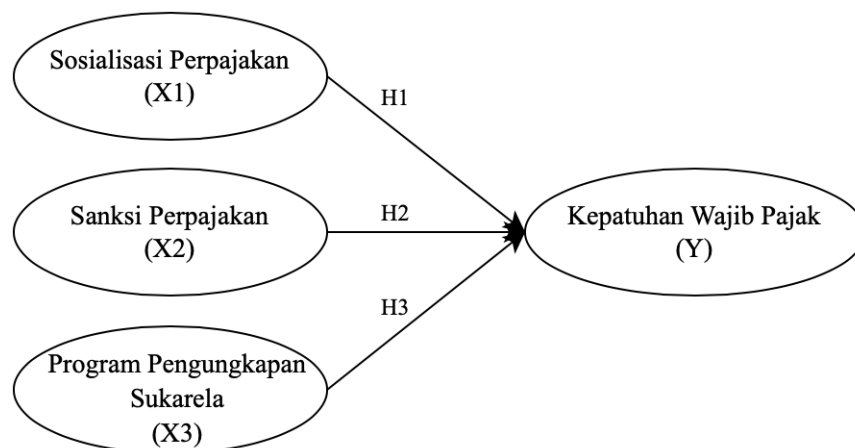 Sosialisasi Perpajakan
(X1)
H1
Sanksi Perpajakan
(X2)
H2
Kepatuhan Wajib Pajak
(Y)
H3
Program Pengungkapan
Sukarela
(X3)